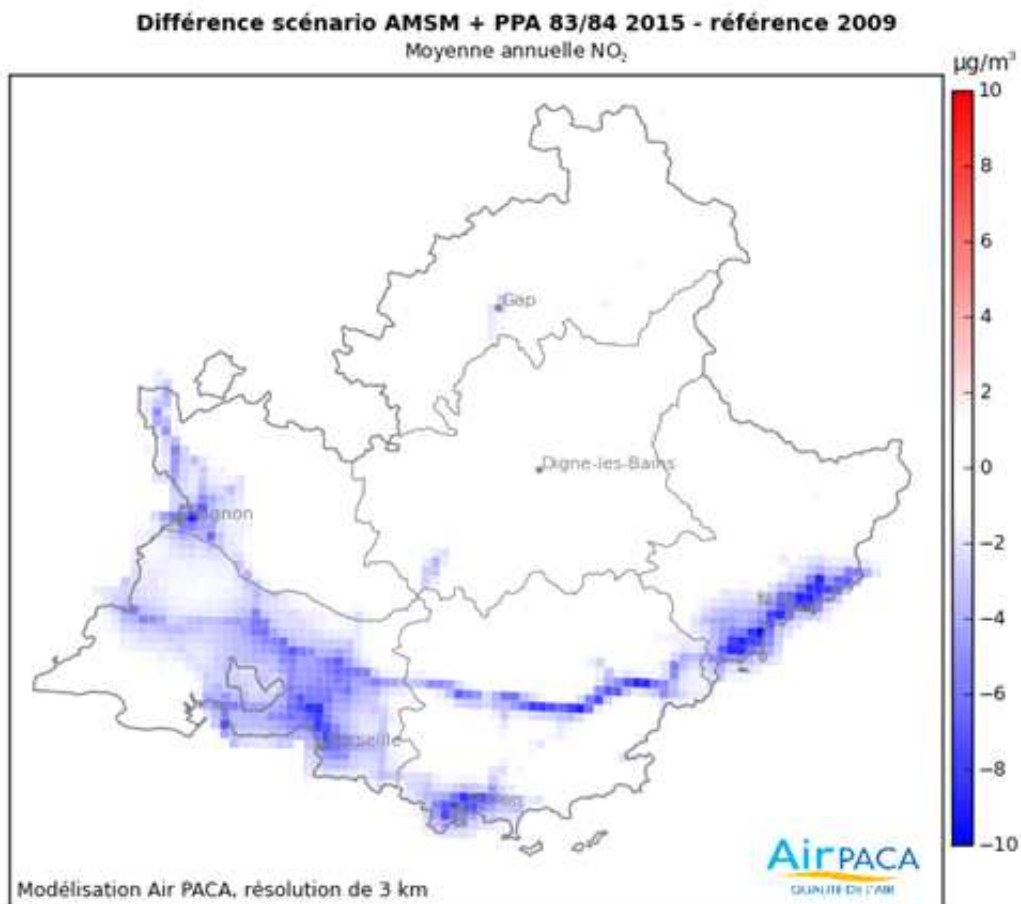 Différence scénario AMSM + PPA 83/84 2015 - référence 2009
Moyenne annuelle NO₂
µg/m³
10
8
6
4
2
0
−2
−4
−6
−8
−10
Gap
Digne-les-Bains
AirPACA
QUALITÉ DE L'AIR
Modélisation Air PACA, résolution de 3 km